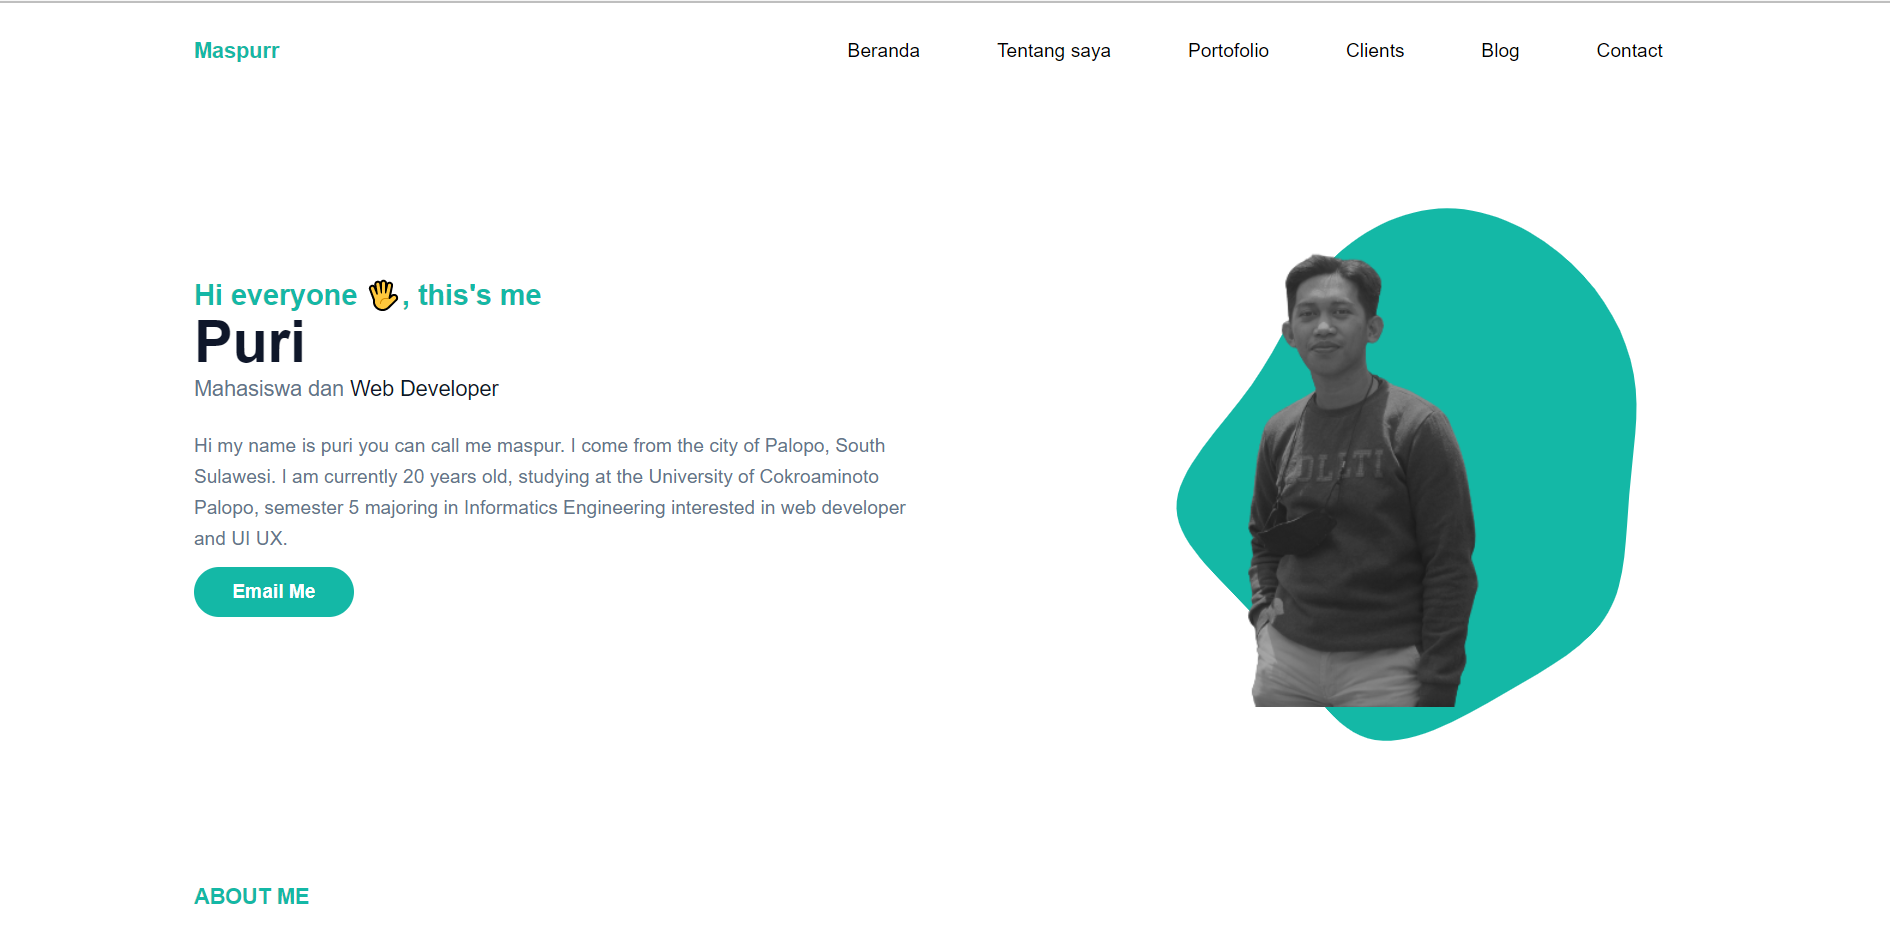 Maspurr
Beranda Tentang saya Portofolio Clients Blog Contact
Hi everyone 🖐, this's me
Puri
Mahasiswa dan Web Developer
Hi my name is puri you can call me maspur. I come from the city of Palopo, South
Sulawesi. I am currently 20 years old, studying at the University of Cokroaminoto
Palopo, semester 5 majoring in Informatics Engineering interested in web developer
and UI UX.
Email Me
ABOUT ME